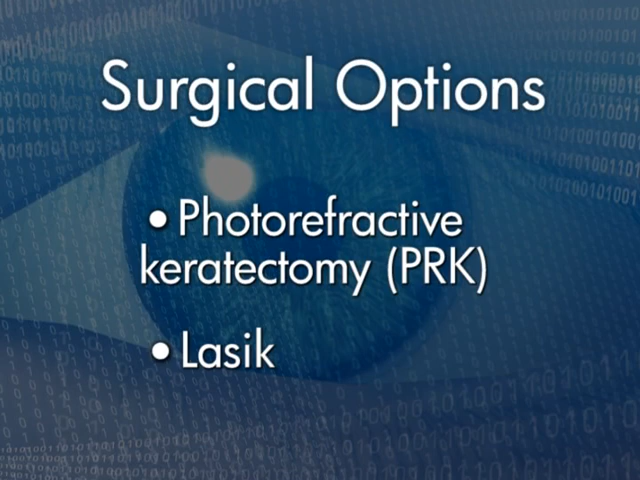 Surgical Options
•Photorefractive
keratectomy (PRK)
•Lasik